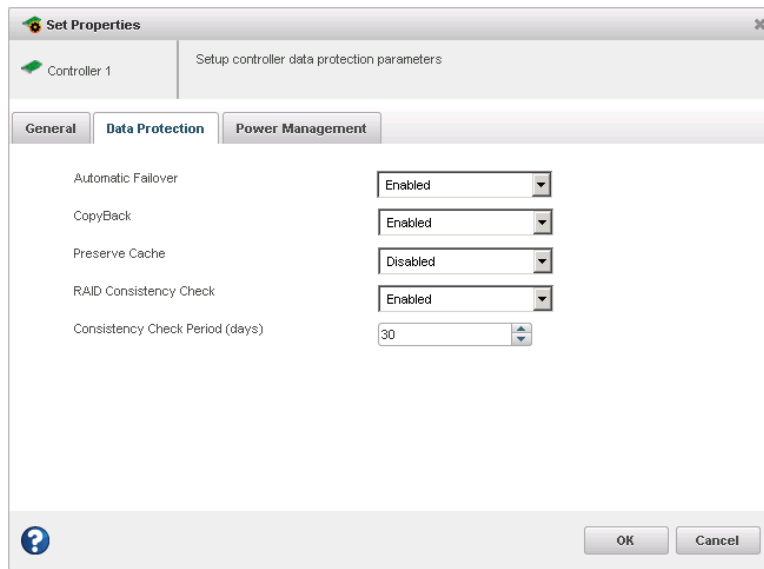 Set Properties
Controller 1
Setup controller data protection parameters
General
Data Protection
Power Management
Automatic Failover
Enabled
CopyBack
Enabled
Preserve Cache
Disabled
RAID Consistency Check
Enabled
Consistency Check Period (days)
30
?
OK
Cancel